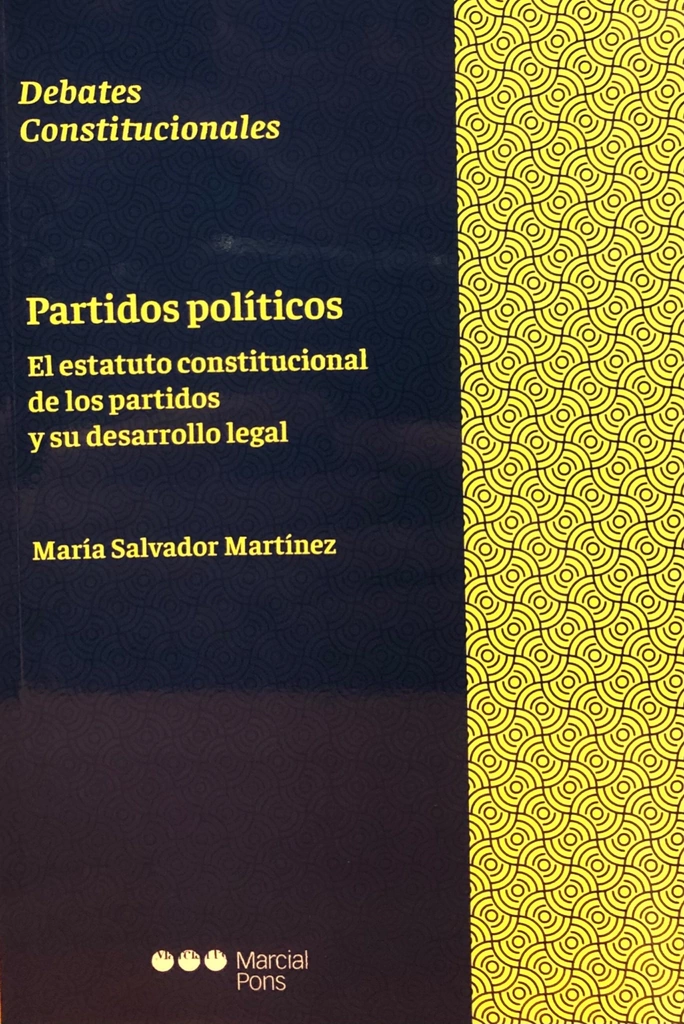 Debates
Constitucionales
Partidos políticos
El estatuto constitucional
de los partidos
y su desarrollo legal
María Salvador Martínez
Marcial
Pons